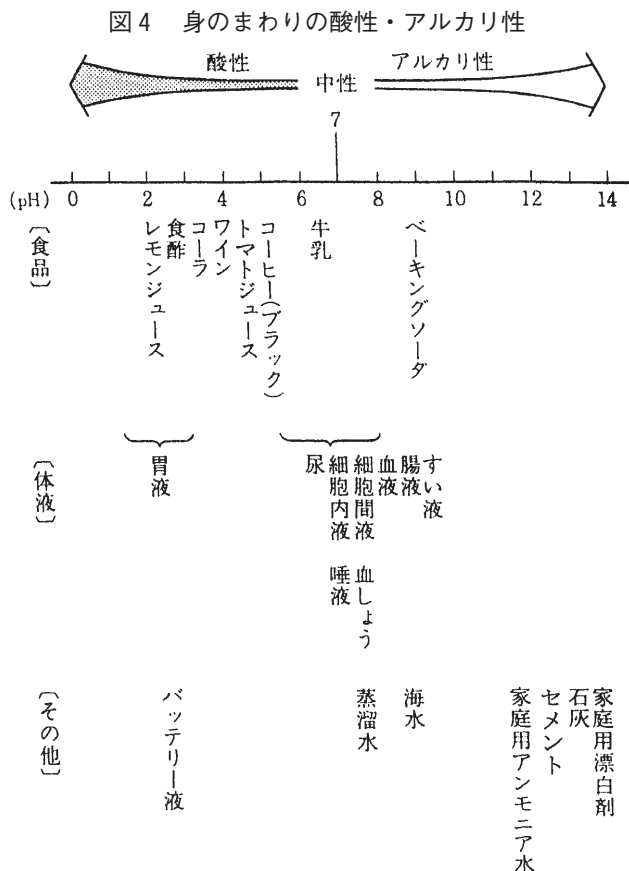 図4 身のまわりの酸性・アルカリ性
酸性
中性
アルカリ性
7
(pH) 0 2 4 6 8 10 12 14
〔食品〕
レモンジュース
食酢
コーラ
ワイン
トマトジュース
コーヒー(ブラック)
牛乳
ベーキングソーダ
〔体液〕
胃液
尿
細胞内液
唾液
細胞間液
血しょう
血液
腸液
すい液
〔その他〕
バッテリー液
蒸溜水
海水
家庭用アンモニア水
セメント
石灰
家庭用漂白剤